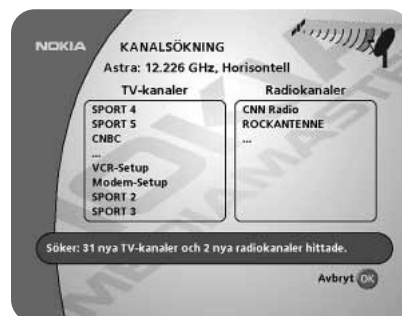 NOKIA
KANALSÖKNING
Astra: 12.226 GHz, Horisontell
TV-kanaler
SPORT 4
SPORT 5
CNBC
...
VCR-Setup
Modem-Setup
SPORT 2
SPORT 3
Radiokanaler
CNN Radio
ROCKANTENNE
...
Söker: 31 nya TV-kanaler och 2 nya radiokanaler hittade.
Avbryt OK
NOKIA
MEDIAMASTER